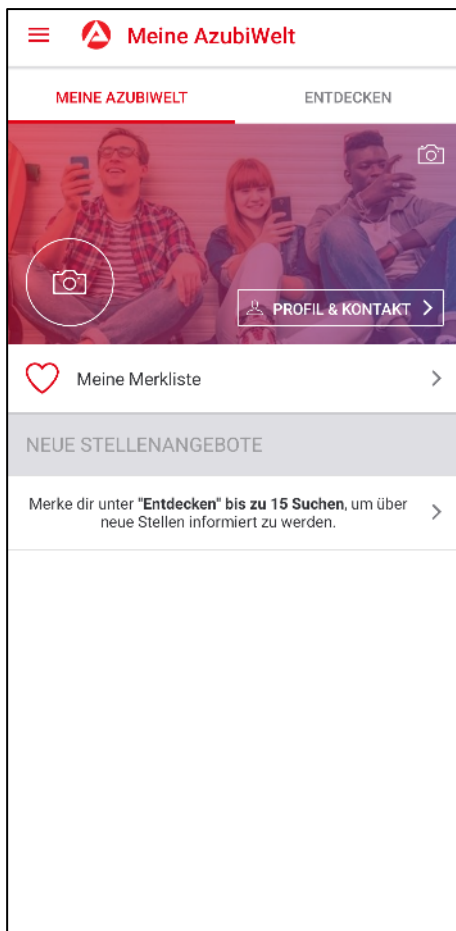 Meine AzubiWelt
MEINE AZUBIWELT
ENTDECKEN
PROFIL & KONTAKT
Meine Merkliste
NEUE STELLENANGEBOTE
Merke dir unter "Entdecken" bis zu 15 Suchen, um über
neue Stellen informiert zu werden.